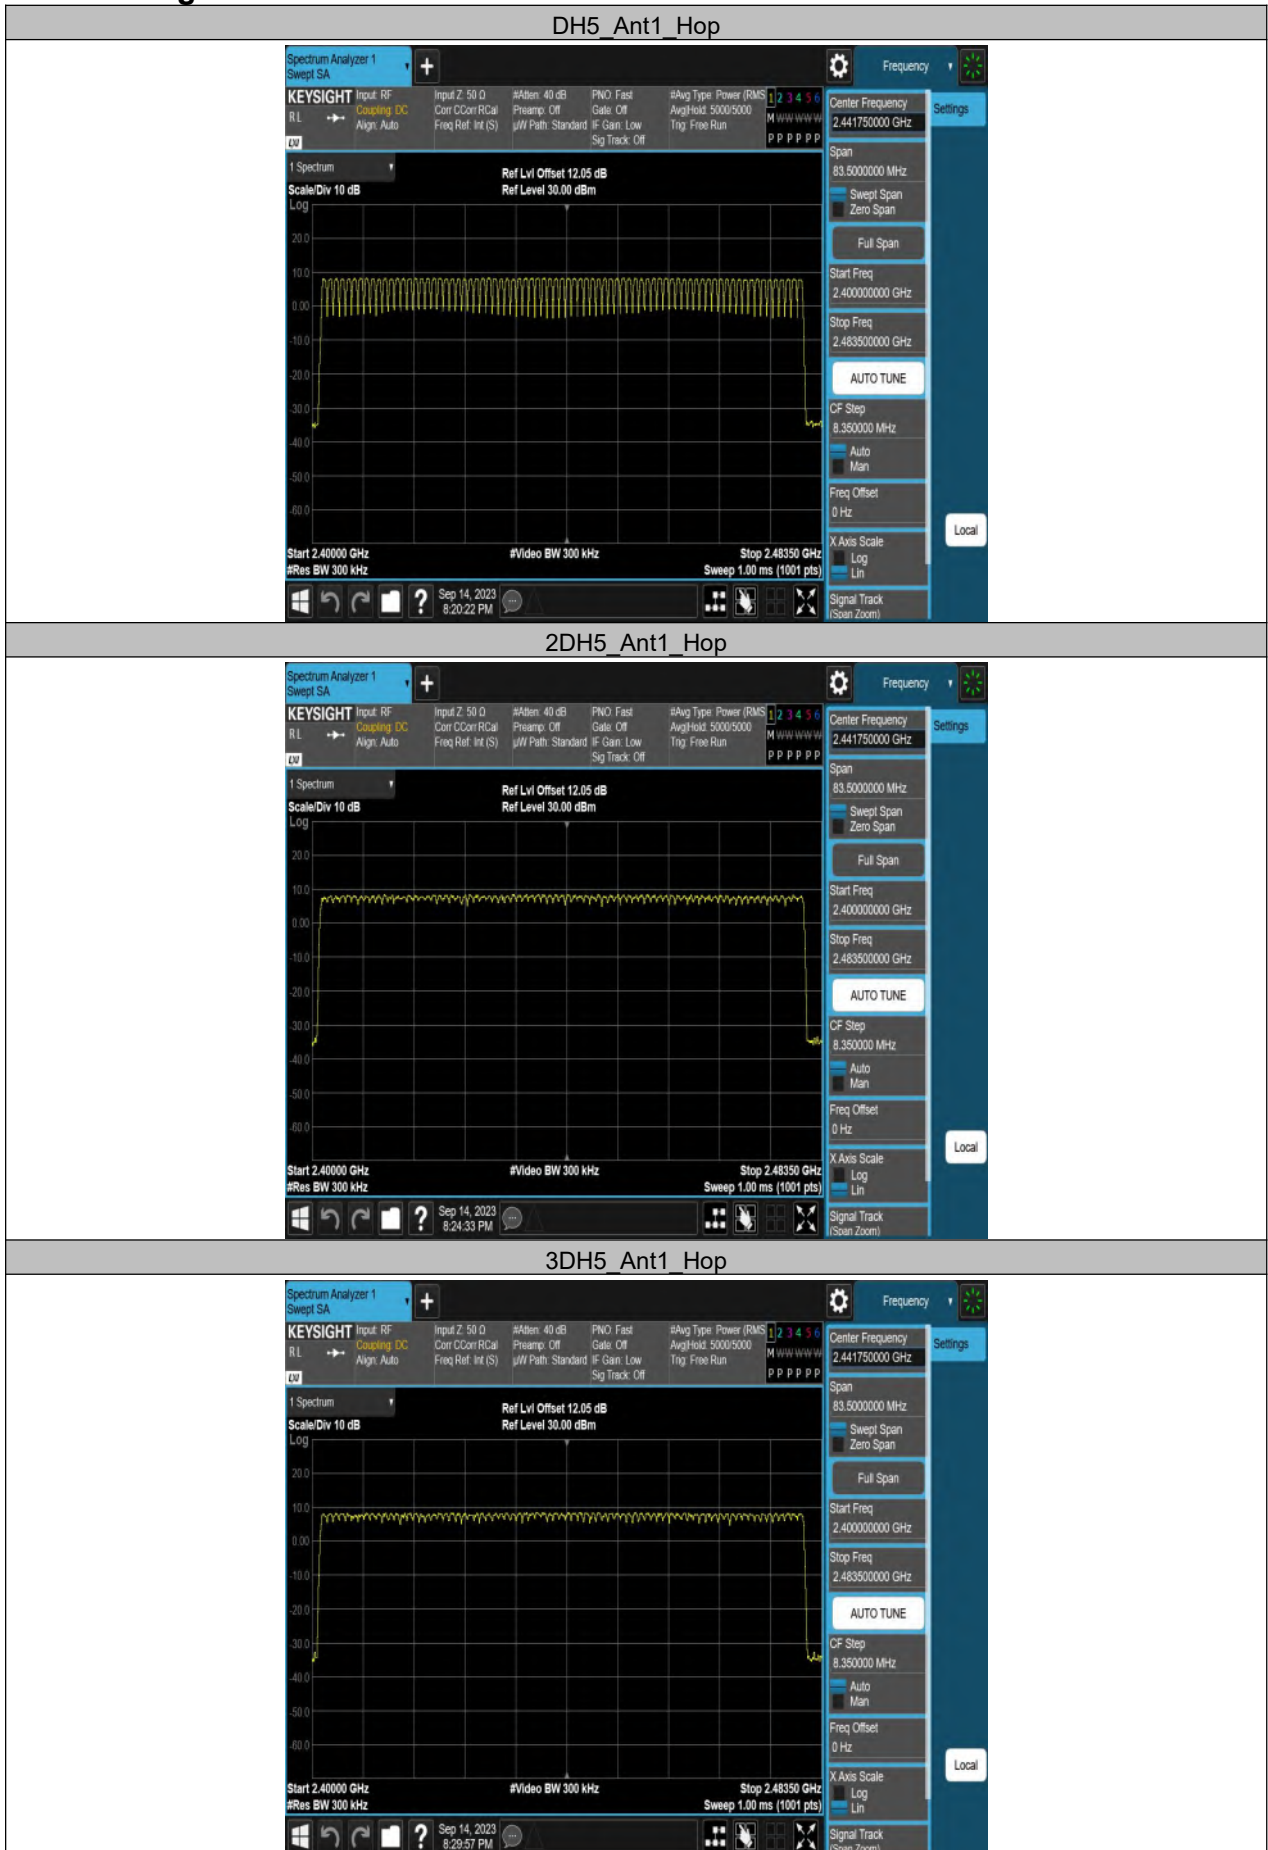 DH5_Ant1_Hop
Spectrum Analyzer 1
Swept SA
+
Frequency
KEYSIGHT
RL
LXI
Input: RF
Coupling: DC
Align: Auto
Input Z: 50 Ω
Corr CCorr RCal
Freq Ref: Int (S)
#Atten: 40 dB
Preamp: Off
µW Path: Standard
PNO: Fast
Gate: Off
IF Gain: Low
Sig Track: Off
#Avg Type: Power (RMS
Avg|Hold: 5000/5000
Trig: Free Run
1 2 3 4 5 6
M W W W W W
P P P P P P
Center Frequency
2.441750000 GHz
Settings
1 Spectrum
Scale/Div 10 dB
Log
Ref Lvl Offset 12.05 dB
Ref Level 30.00 dBm
20.0
10.0
0.00
-10.0
-20.0
-30.0
-40.0
-50.0
-60.0
Start 2.40000 GHz
#Res BW 300 kHz
#Video BW 300 kHz
Stop 2.48350 GHz
Sweep 1.00 ms (1001 pts)
Span
83.5000000 MHz
Swept Span
Zero Span
Full Span
Start Freq
2.400000000 GHz
Stop Freq
2.483500000 GHz
AUTO TUNE
CF Step
8.350000 MHz
Auto
Man
Freq Offset
0 Hz
X Axis Scale
Log
Lin
Signal Track
(Span Zoom)
Local
?
Sep 14, 2023
8:20:22 PM
2DH5_Ant1_Hop
Spectrum Analyzer 1
Swept SA
+
Frequency
KEYSIGHT
RL
LXI
Input: RF
Coupling: DC
Align: Auto
Input Z: 50 Ω
Corr CCorr RCal
Freq Ref: Int (S)
#Atten: 40 dB
Preamp: Off
µW Path: Standard
PNO: Fast
Gate: Off
IF Gain: Low
Sig Track: Off
#Avg Type: Power (RMS
Avg|Hold: 5000/5000
Trig: Free Run
1 2 3 4 5 6
M W W W W W
P P P P P P
Center Frequency
2.441750000 GHz
Settings
1 Spectrum
Scale/Div 10 dB
Log
Ref Lvl Offset 12.05 dB
Ref Level 30.00 dBm
20.0
10.0
0.00
-10.0
-20.0
-30.0
-40.0
-50.0
-60.0
Start 2.40000 GHz
#Res BW 300 kHz
#Video BW 300 kHz
Stop 2.48350 GHz
Sweep 1.00 ms (1001 pts)
Span
83.5000000 MHz
Swept Span
Zero Span
Full Span
Start Freq
2.400000000 GHz
Stop Freq
2.483500000 GHz
AUTO TUNE
CF Step
8.350000 MHz
Auto
Man
Freq Offset
0 Hz
X Axis Scale
Log
Lin
Signal Track
(Span Zoom)
Local
?
Sep 14, 2023
8:24:33 PM
3DH5_Ant1_Hop
Spectrum Analyzer 1
Swept SA
+
Frequency
KEYSIGHT
RL
LXI
Input: RF
Coupling: DC
Align: Auto
Input Z: 50 Ω
Corr CCorr RCal
Freq Ref: Int (S)
#Atten: 40 dB
Preamp: Off
µW Path: Standard
PNO: Fast
Gate: Off
IF Gain: Low
Sig Track: Off
#Avg Type: Power (RMS
Avg|Hold: 5000/5000
Trig: Free Run
1 2 3 4 5 6
M W W W W W
P P P P P P
Center Frequency
2.441750000 GHz
Settings
1 Spectrum
Scale/Div 10 dB
Log
Ref Lvl Offset 12.05 dB
Ref Level 30.00 dBm
20.0
10.0
0.00
-10.0
-20.0
-30.0
-40.0
-50.0
-60.0
Start 2.40000 GHz
#Res BW 300 kHz
#Video BW 300 kHz
Stop 2.48350 GHz
Sweep 1.00 ms (1001 pts)
Span
83.5000000 MHz
Swept Span
Zero Span
Full Span
Start Freq
2.400000000 GHz
Stop Freq
2.483500000 GHz
AUTO TUNE
CF Step
8.350000 MHz
Auto
Man
Freq Offset
0 Hz
X Axis Scale
Log
Lin
Signal Track
(Span Zoom)
Local
?
Sep 14, 2023
8:29:57 PM